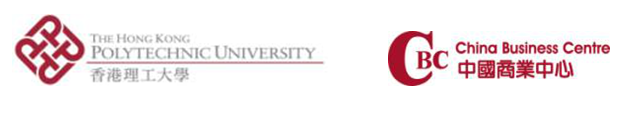 THE HONG KONG
POLYTECHNIC UNIVERSITY
香港理工大學
CBC China Business Centre
中國商業中心